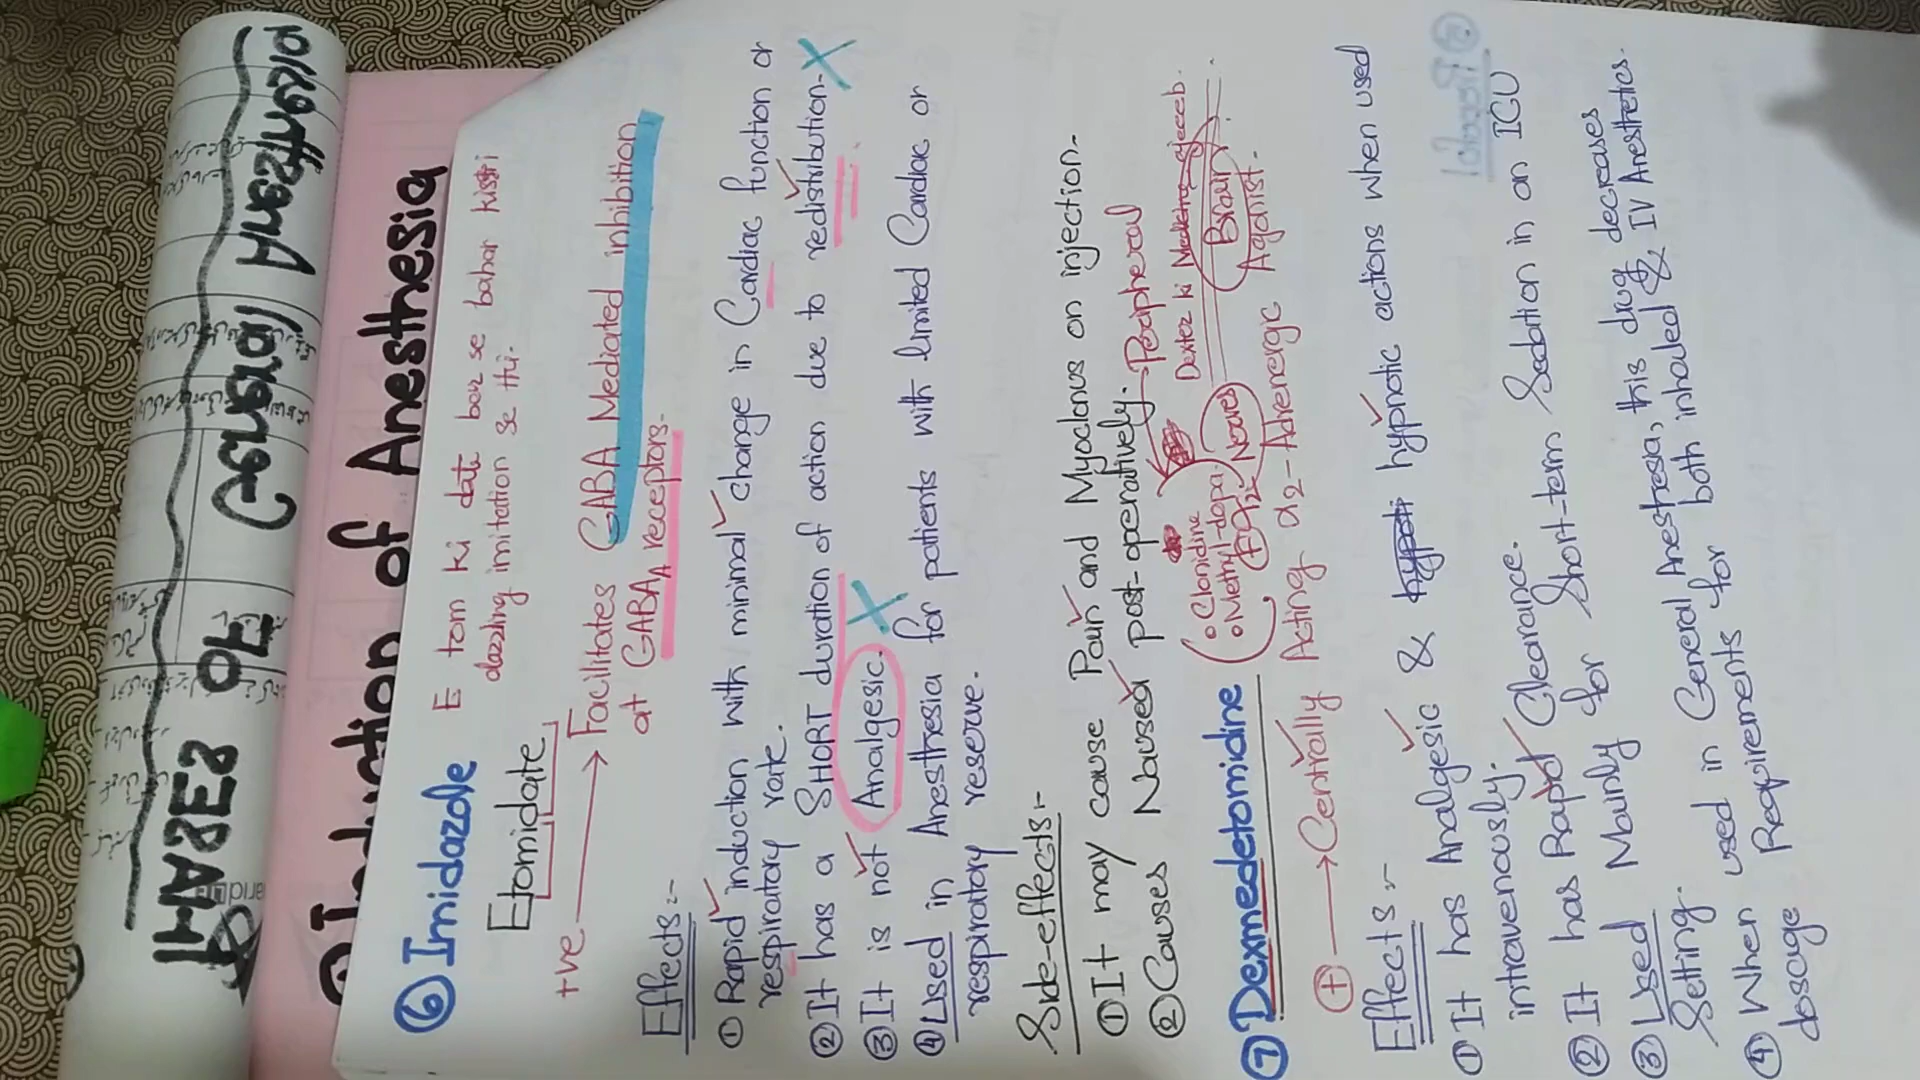 PHASES OF General Anesthesia
Induction of Anesthesia
⑥ Imidazole
E tom ki date bar se bahar kissi
dazzling imitation se thi.
Etomidate
+ve → Facilitates GABA Mediated inhibition
at GABAA receptors.
Effects:-
① Rapid induction with minimal change in Cardiac function or
respiratory rate.
② It has a SHORT duration of action due to redistribution.
③ It is not Analgesic.
④ Used in Anesthesia for patients with limited Cardiac or
respiratory reserve.
Side-effects:-
① It may cause Pain and Myoclonus on injection.
② Causes Nausea post-operatively.
Peripheral
Dexter ki
• Clonidine
• Methyl-dopa
Nerves
Brain
⑦ Dexmedetomidine
⊕ → Centrally Acting α2-Adrenergic Agonist.
Effects:-
① It has Analgesic & hypnotic actions when used
intravenously.
② It has Rapid Clearance.
③ Used Mainly for Short-term Sedation in an ICU
Setting.
④ When used in General Anesthesia, this drug decreases
dosage Requirements for both inhaled & IV Anesthetics.